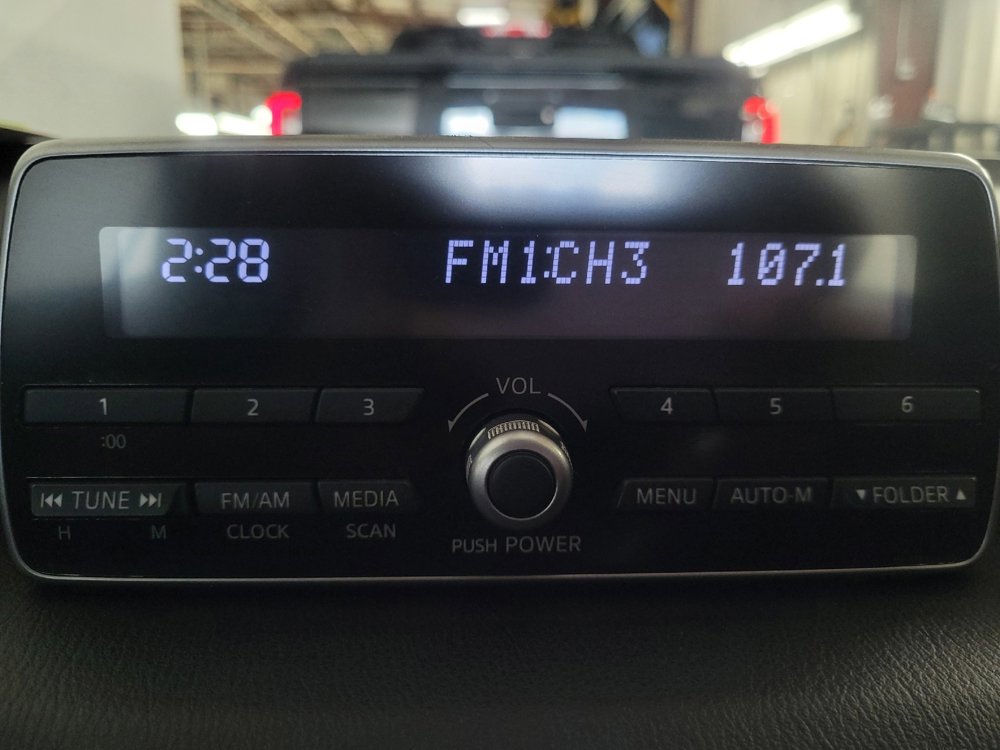 2:28 FM1:CH3 107.1
VOL
1 2 3 4 5 6
:00
⏮ TUNE ⏭ FM/AM MEDIA MENU AUTO-M ▼ FOLDER ▲
H M CLOCK SCAN PUSH POWER